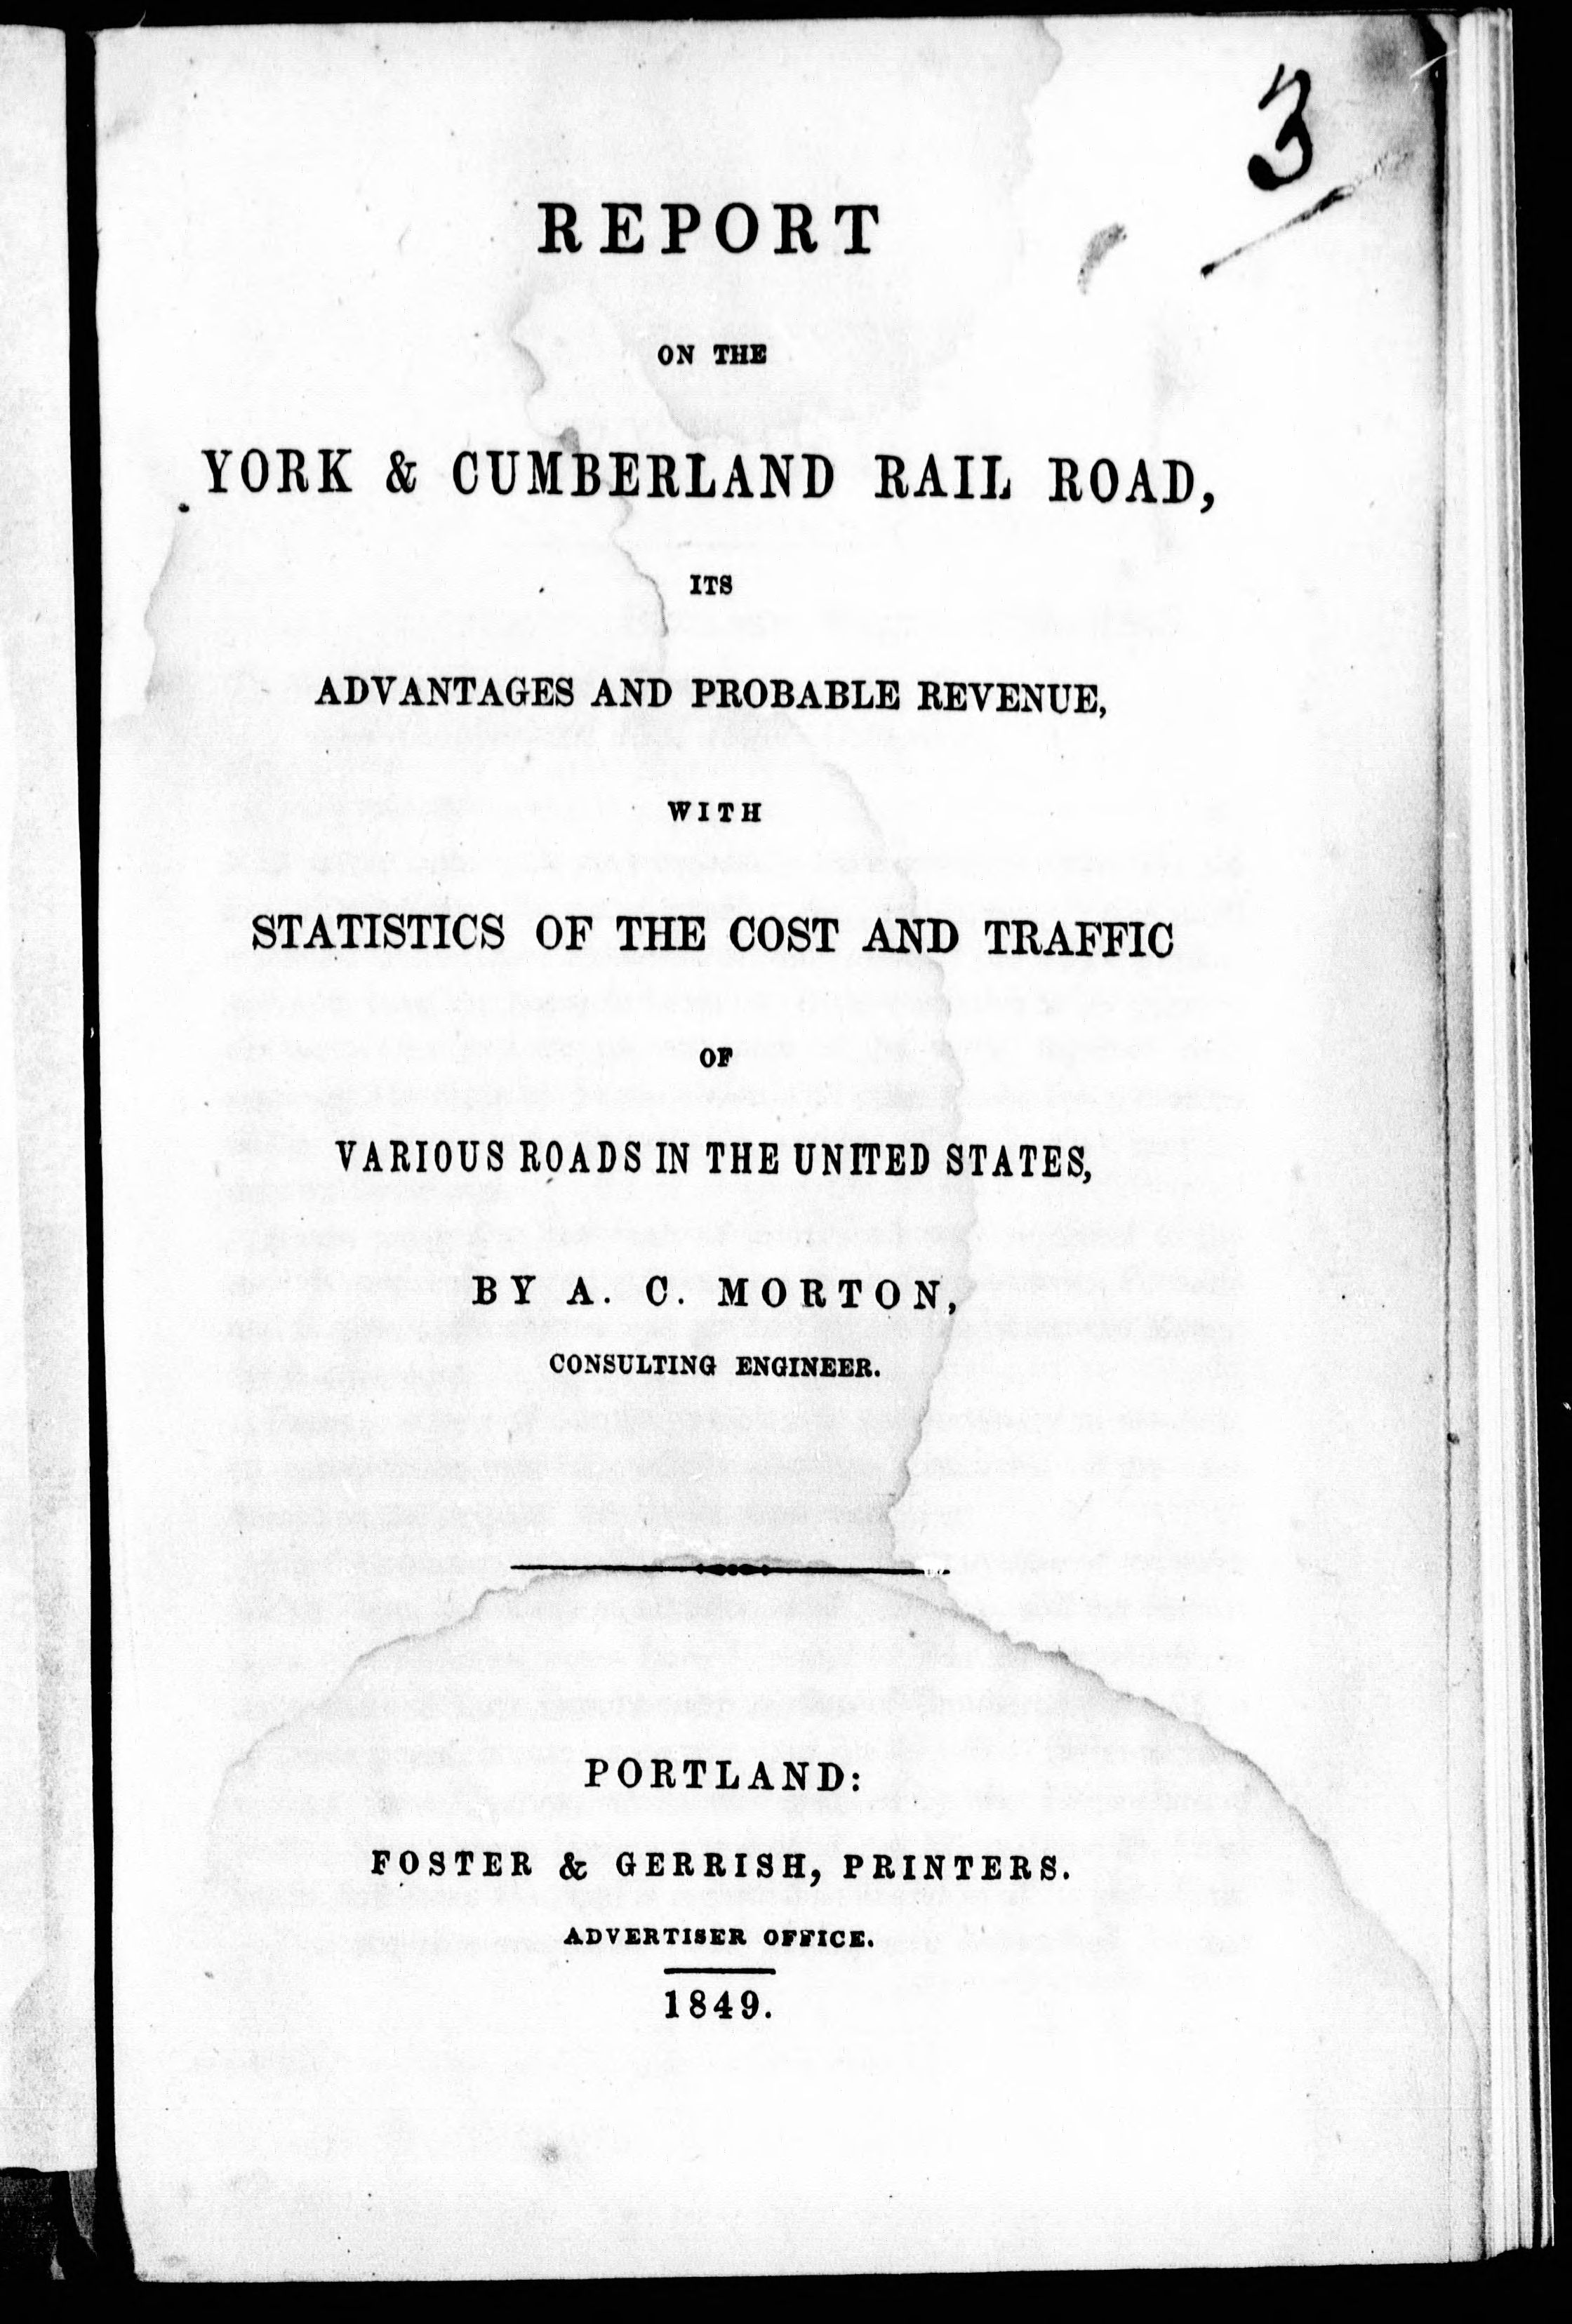 3
REPORT
ON THE
YORK & CUMBERLAND RAIL ROAD,
ITS
ADVANTAGES AND PROBABLE REVENUE,
WITH
STATISTICS OF THE COST AND TRAFFIC
OF
VARIOUS ROADS IN THE UNITED STATES,
BY A. C. MORTON,
CONSULTING ENGINEER.
PORTLAND:
FOSTER & GERRISH, PRINTERS.
ADVERTISER OFFICE.
1849.